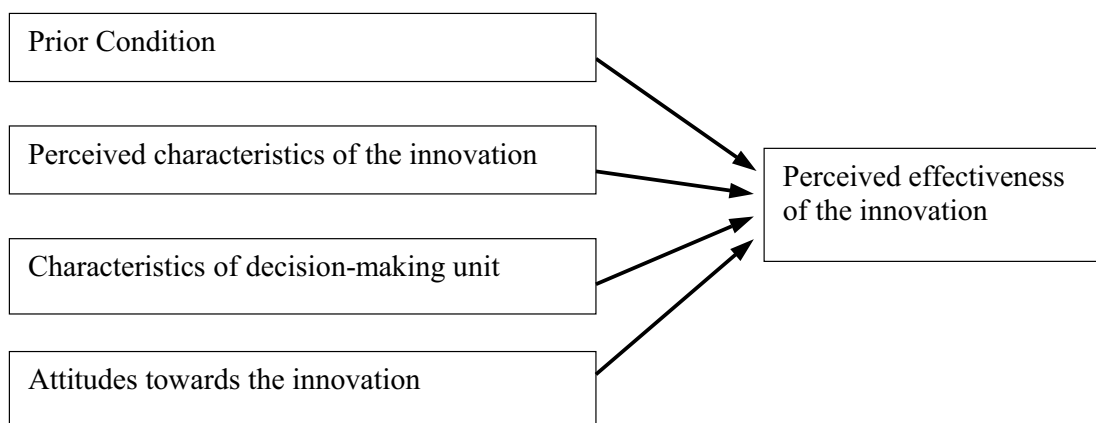 Prior Condition
Perceived characteristics of the innovation
Characteristics of decision-making unit
Attitudes towards the innovation
Perceived effectiveness
of the innovation